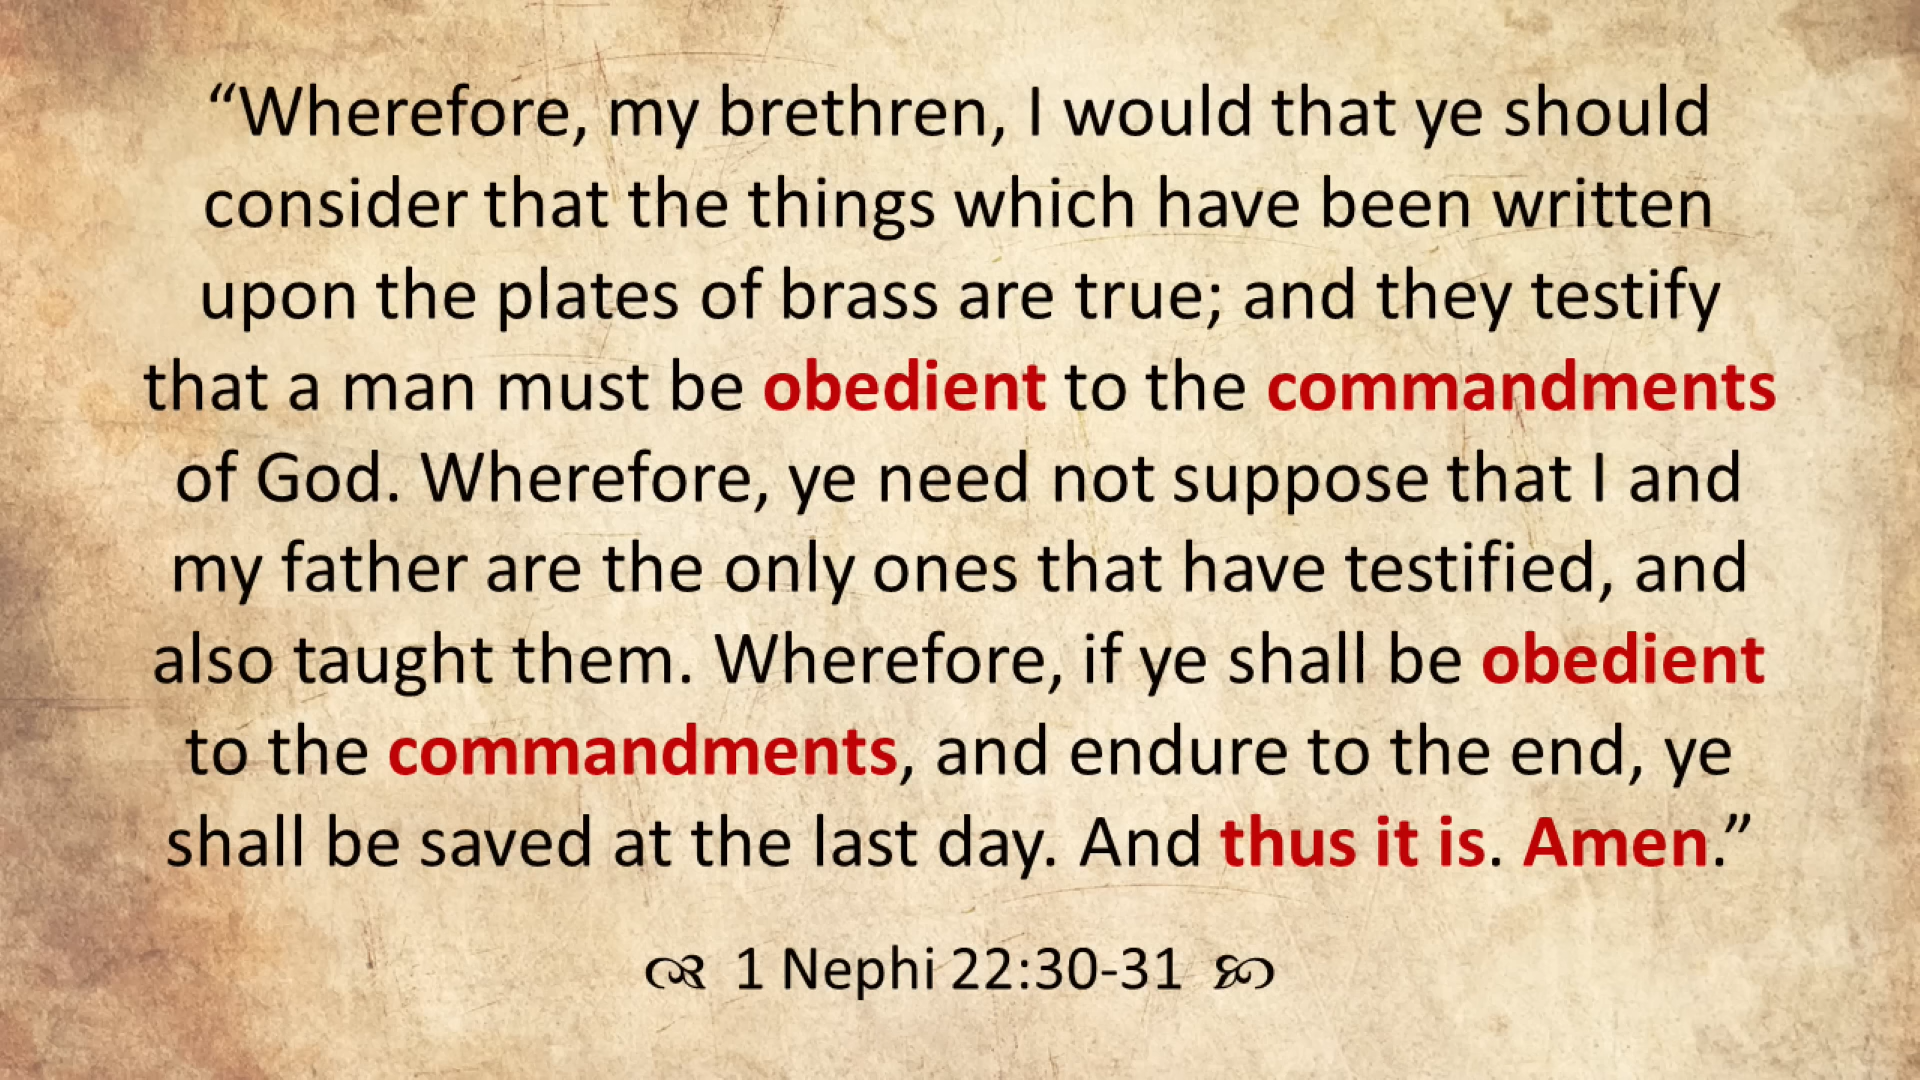 “Wherefore, my brethren, I would that ye should
consider that the things which have been written
upon the plates of brass are true; and they testify
that a man must be obedient to the commandments
of God. Wherefore, ye need not suppose that I and
my father are the only ones that have testified, and
also taught them. Wherefore, if ye shall be obedient
to the commandments, and endure to the end, ye
shall be saved at the last day. And thus it is. Amen.”
1 Nephi 22:30-31